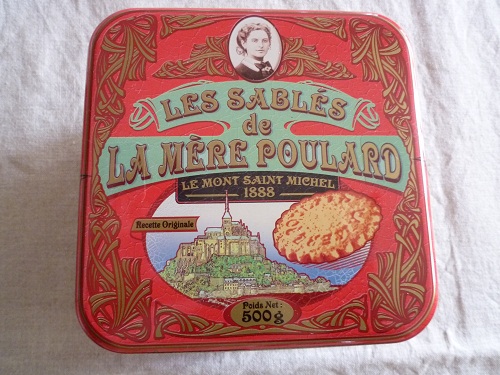 LES SABLÉS
de
LA MÈRE POULARD
LE MONT SAINT MICHEL
1888
Recette Originale
Poids Net :
500g